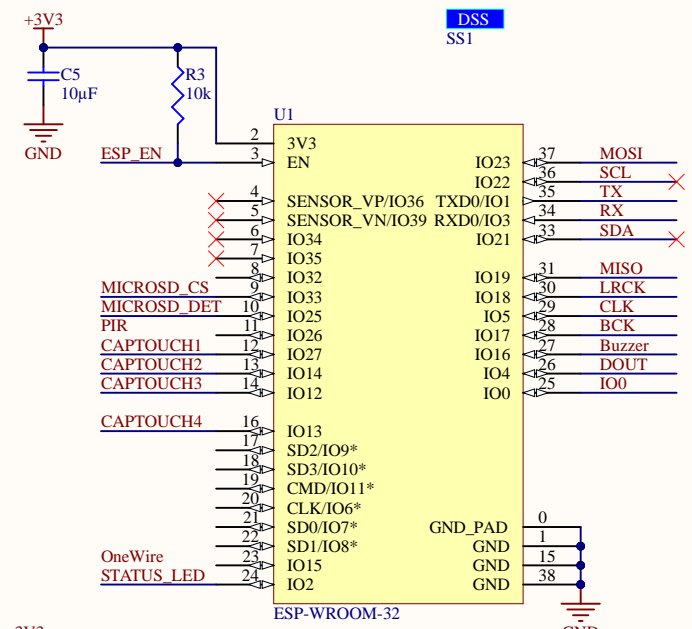 DSS
SS1
+3V3
C5
10µF
R3
10k
GND
U1
ESP-WROOM-32
2 3V3
ESP_EN 3 EN
4 SENSOR_VP/IO36
5 SENSOR_VN/IO39
6 IO34
7 IO35
8 IO32
MICROSD_CS 9 IO33
MICROSD_DET 10 IO25
PIR 11 IO26
CAPTOUCH1 12 IO27
CAPTOUCH2 13 IO14
CAPTOUCH3 14 IO12
CAPTOUCH4 16 IO13
17 SD2/IO9*
18 SD3/IO10*
19 CMD/IO11*
20 CLK/IO6*
21 SD0/IO7*
22 SD1/IO8*
OneWire 23 IO15
STATUS_LED 24 IO2
IO23 37 MOSI
IO22 36 SCL
TXD0/IO1 35 TX
RXD0/IO3 34 RX
IO21 33 SDA
IO19 31 MISO
IO18 30 LRCK
IO5 29 CLK
IO17 28 BCK
IO16 27 Buzzer
IO4 26 DOUT
IO0 25 IO0
GND_PAD 0
GND 1
GND 15
GND 38